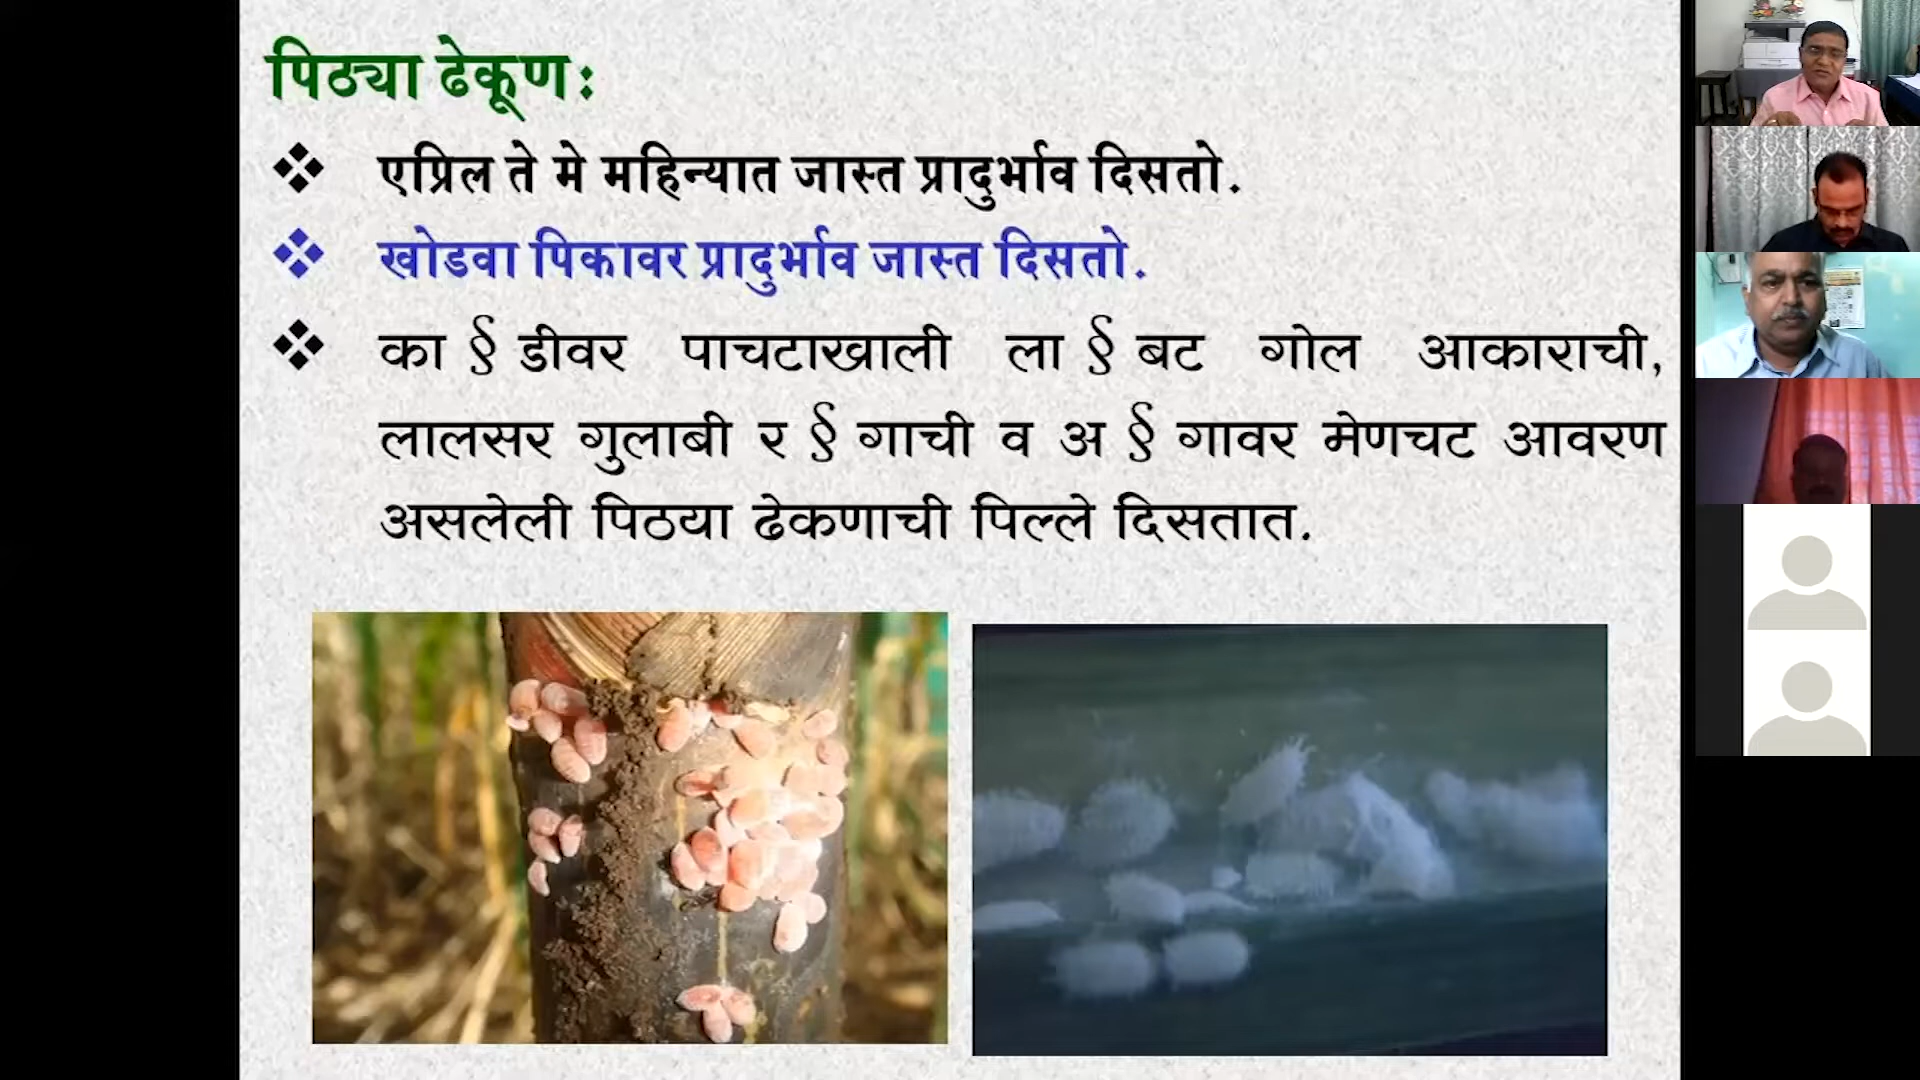 पिठ्या ढेकूण:
❖ एप्रिल ते मे महिन्यात जास्त प्रादुर्भाव दिसतो.
❖ खोडवा पिकावर प्रादुर्भाव जास्त दिसतो.
❖ का § डीवर पाचटाखाली ला § बट गोल आकाराची,
लालसर गुलाबी र § गाची व अ § गावर मेणचट आवरण
असलेली पिठया ढेकणाची पिल्ले दिसतात.